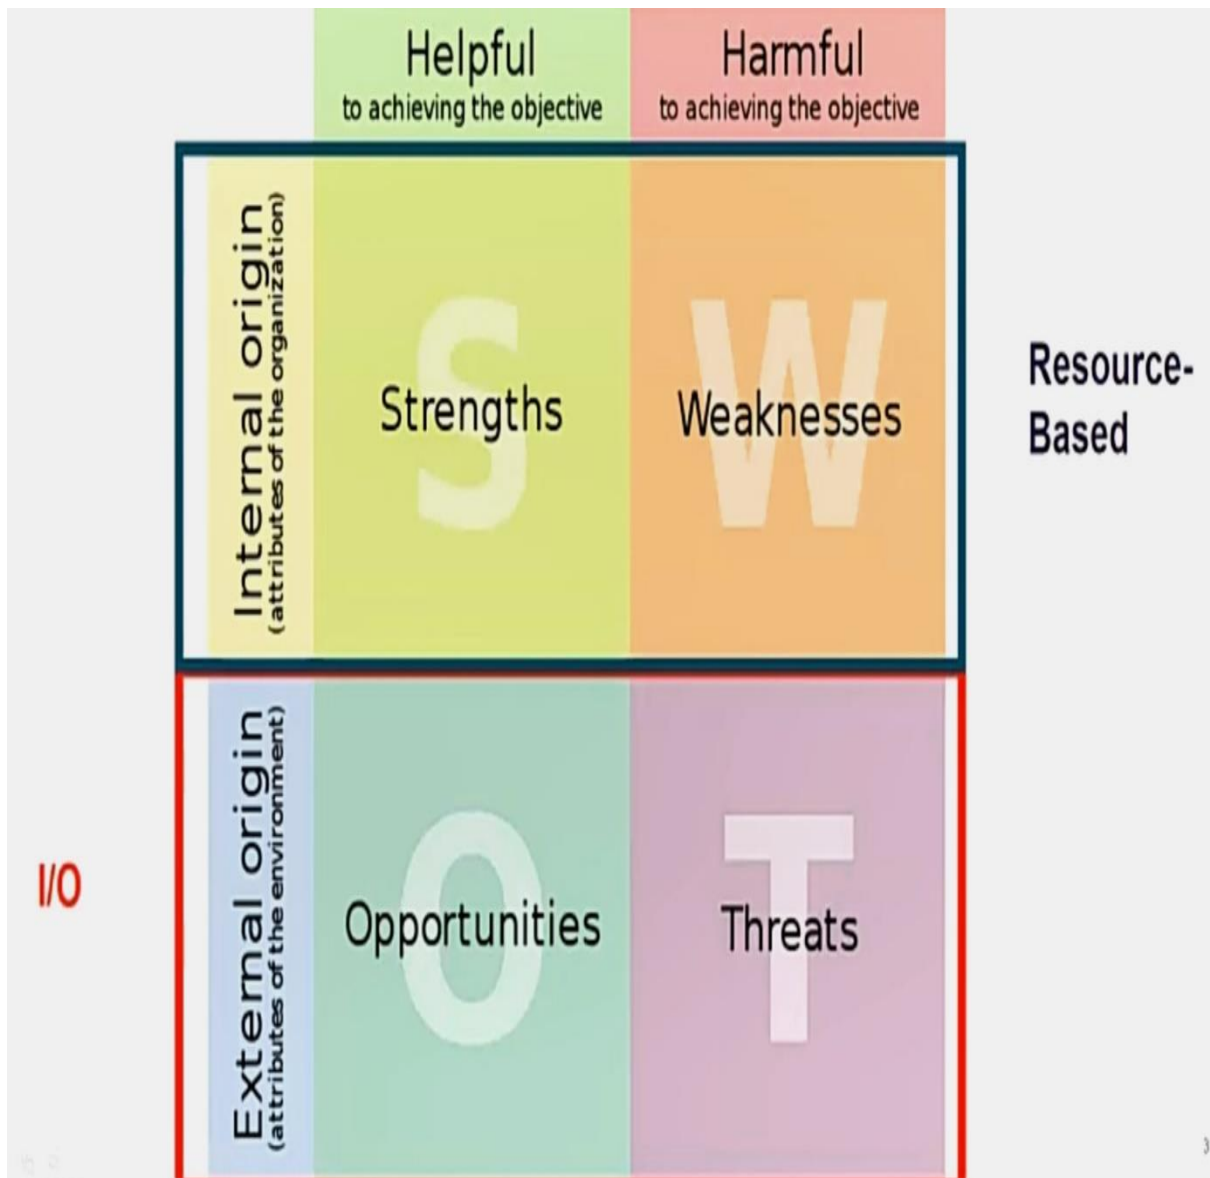 Helpful
to achieving the objective
Harmful
to achieving the objective
Internal origin
(attributes of the organization)
S
Strengths
W
Weaknesses
Resource-
Based
I/O
External origin
(attributes of the environment)
O
Opportunities
T
Threats
3